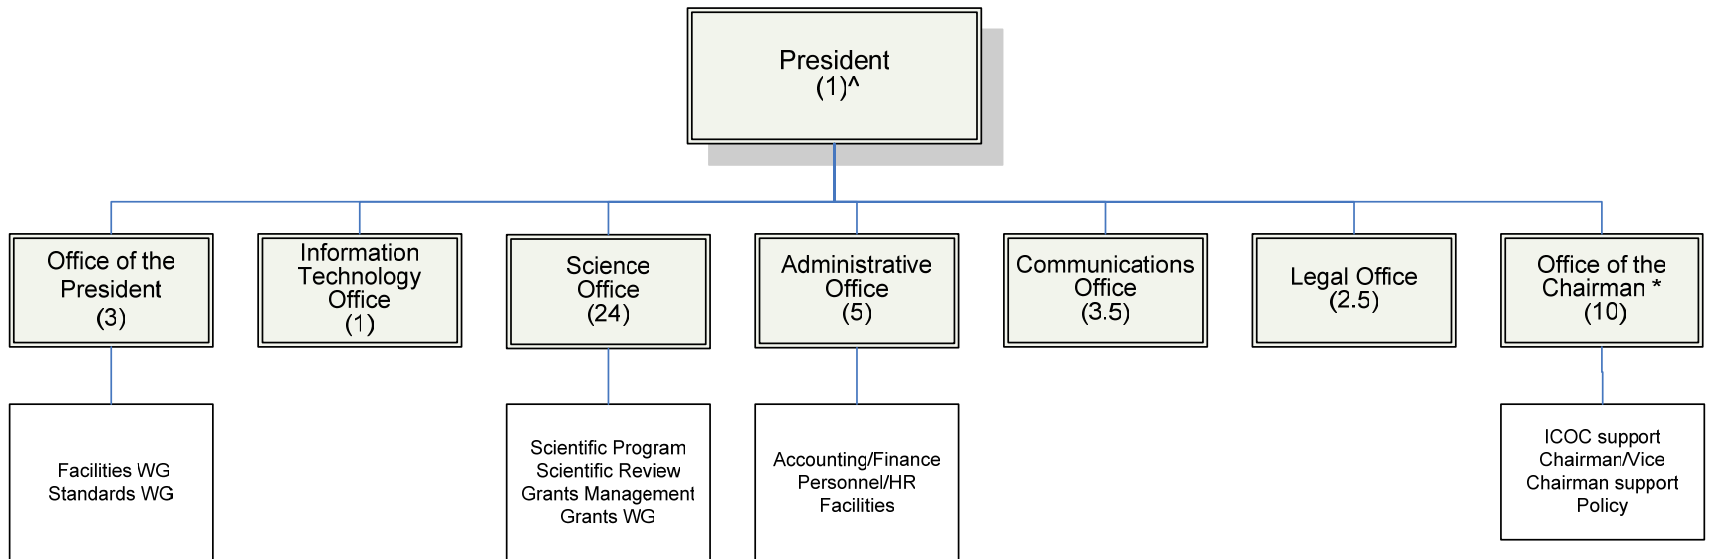 President
(1)^
Office of the
President
(3)
Information
Technology
Office
(1)
Science
Office
(24)
Administrative
Office
(5)
Communications
Office
(3.5)
Legal Office
(2.5)
Office of the
Chairman *
(10)
Facilities WG
Standards WG
Scientific Program
Scientific Review
Grants Management
Grants WG
Accounting/Finance
Personnel/HR
Facilities
ICOC support
Chairman/Vice
Chairman support
Policy